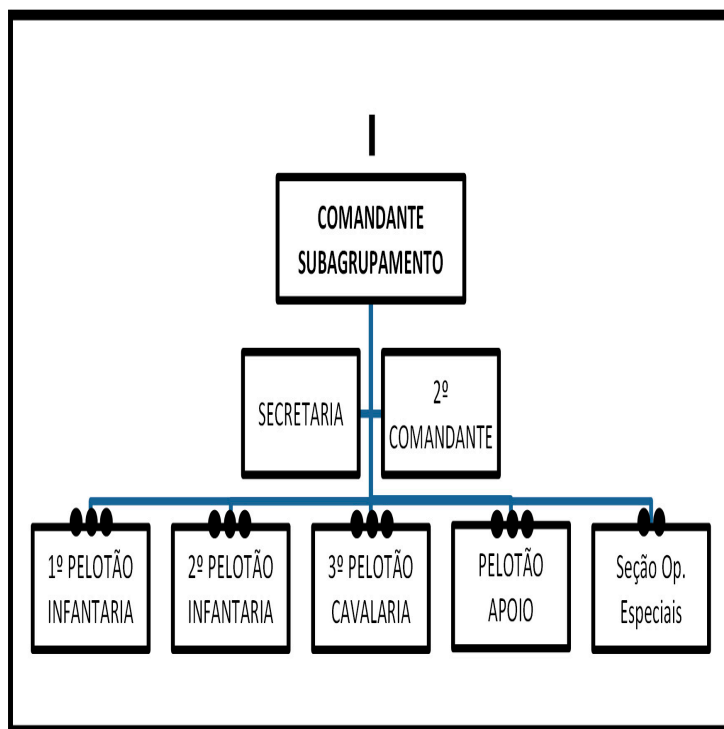 I
COMANDANTE
SUBAGRUPAMENTO
SECRETARIA
2º
COMANDANTE
1º PELOTÃO
INFANTARIA
2º PELOTÃO
INFANTARIA
3º PELOTÃO
CAVALARIA
PELOTÃO
APOIO
Seção Op.
Especiais